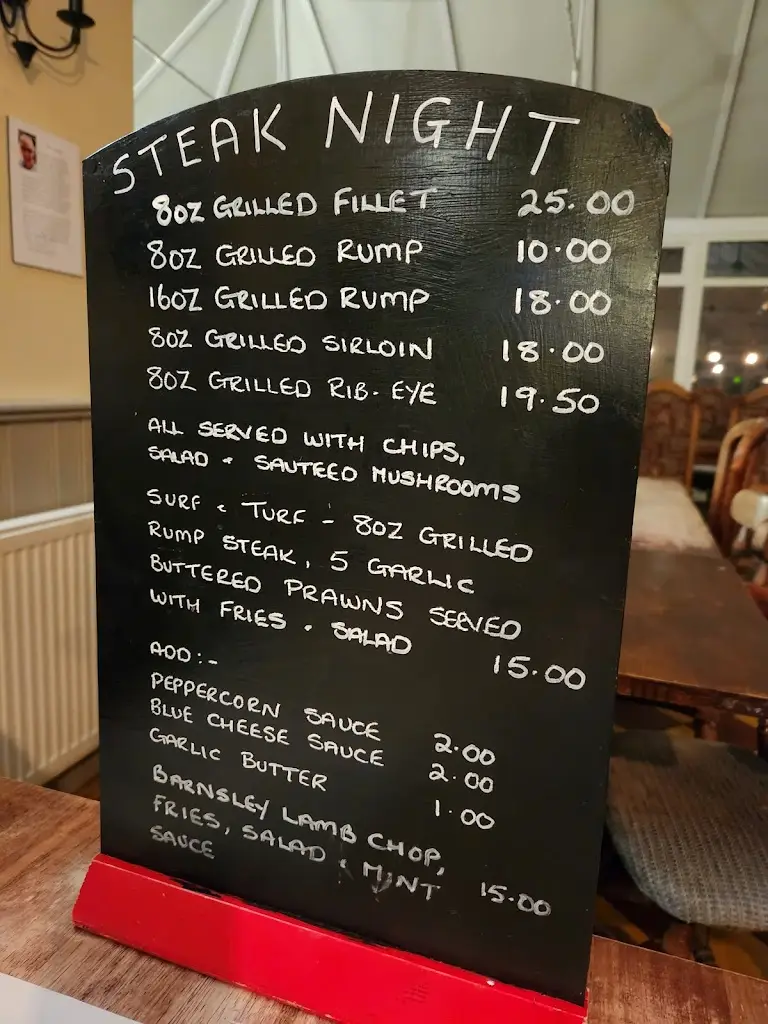 STEAK NIGHT
8OZ GRILLED FILLET 25.00
8OZ GRILLED RUMP 10.00
16OZ GRILLED RUMP 18.00
8OZ GRILLED SIRLOIN 18.00
8OZ GRILLED RIB-EYE 19.50
ALL SERVED WITH CHIPS,
SALAD & SAUTEED MUSHROOMS
SURF & TURF - 8OZ GRILLED
RUMP STEAK, 5 GARLIC
BUTTERED PRAWNS SERVED
WITH FRIES & SALAD 15.00
ADD:-
PEPPERCORN SAUCE 2.00
BLUE CHEESE SAUCE 2.00
GARLIC BUTTER 1.00
BARNSLEY LAMB CHOP,
FRIES, SALAD & MINT 15.00
SAUCE